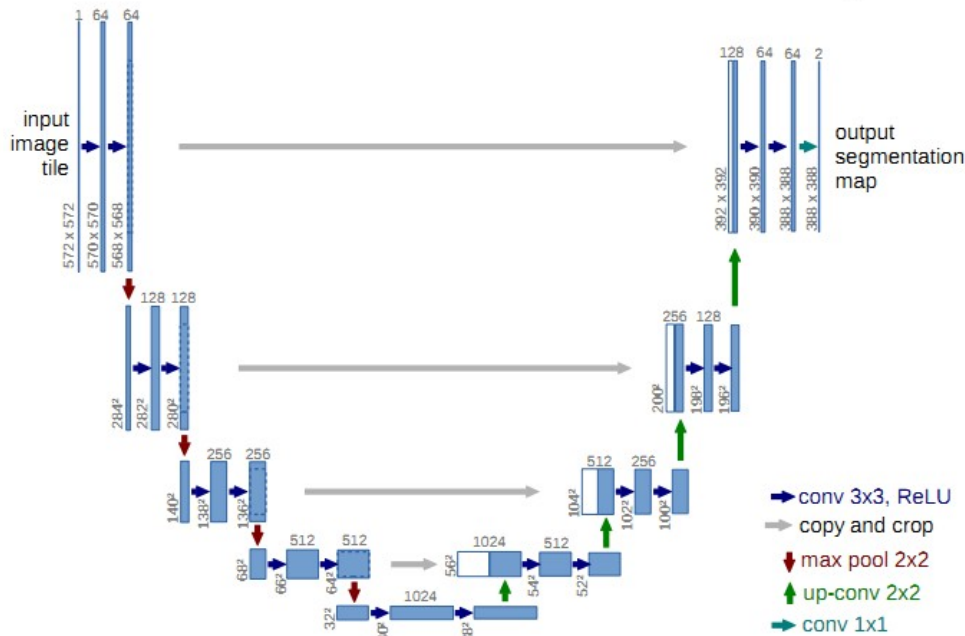 1 64 64
128 64 64 2
input
image
tile
output
segmentation
map
572 x 572
570 x 570
568 x 568
392 x 392
390 x 390
388 x 388
388 x 388
128 128
256 128
284²
282²
280²
200²
198²
196²
256 256
512 256
140²
138²
136²
104²
102²
100²
512 512
1024 512
68²
66²
64²
56²
54²
52²
1024
32²
conv 3x3, ReLU
copy and crop
max pool 2x2
up-conv 2x2
conv 1x1